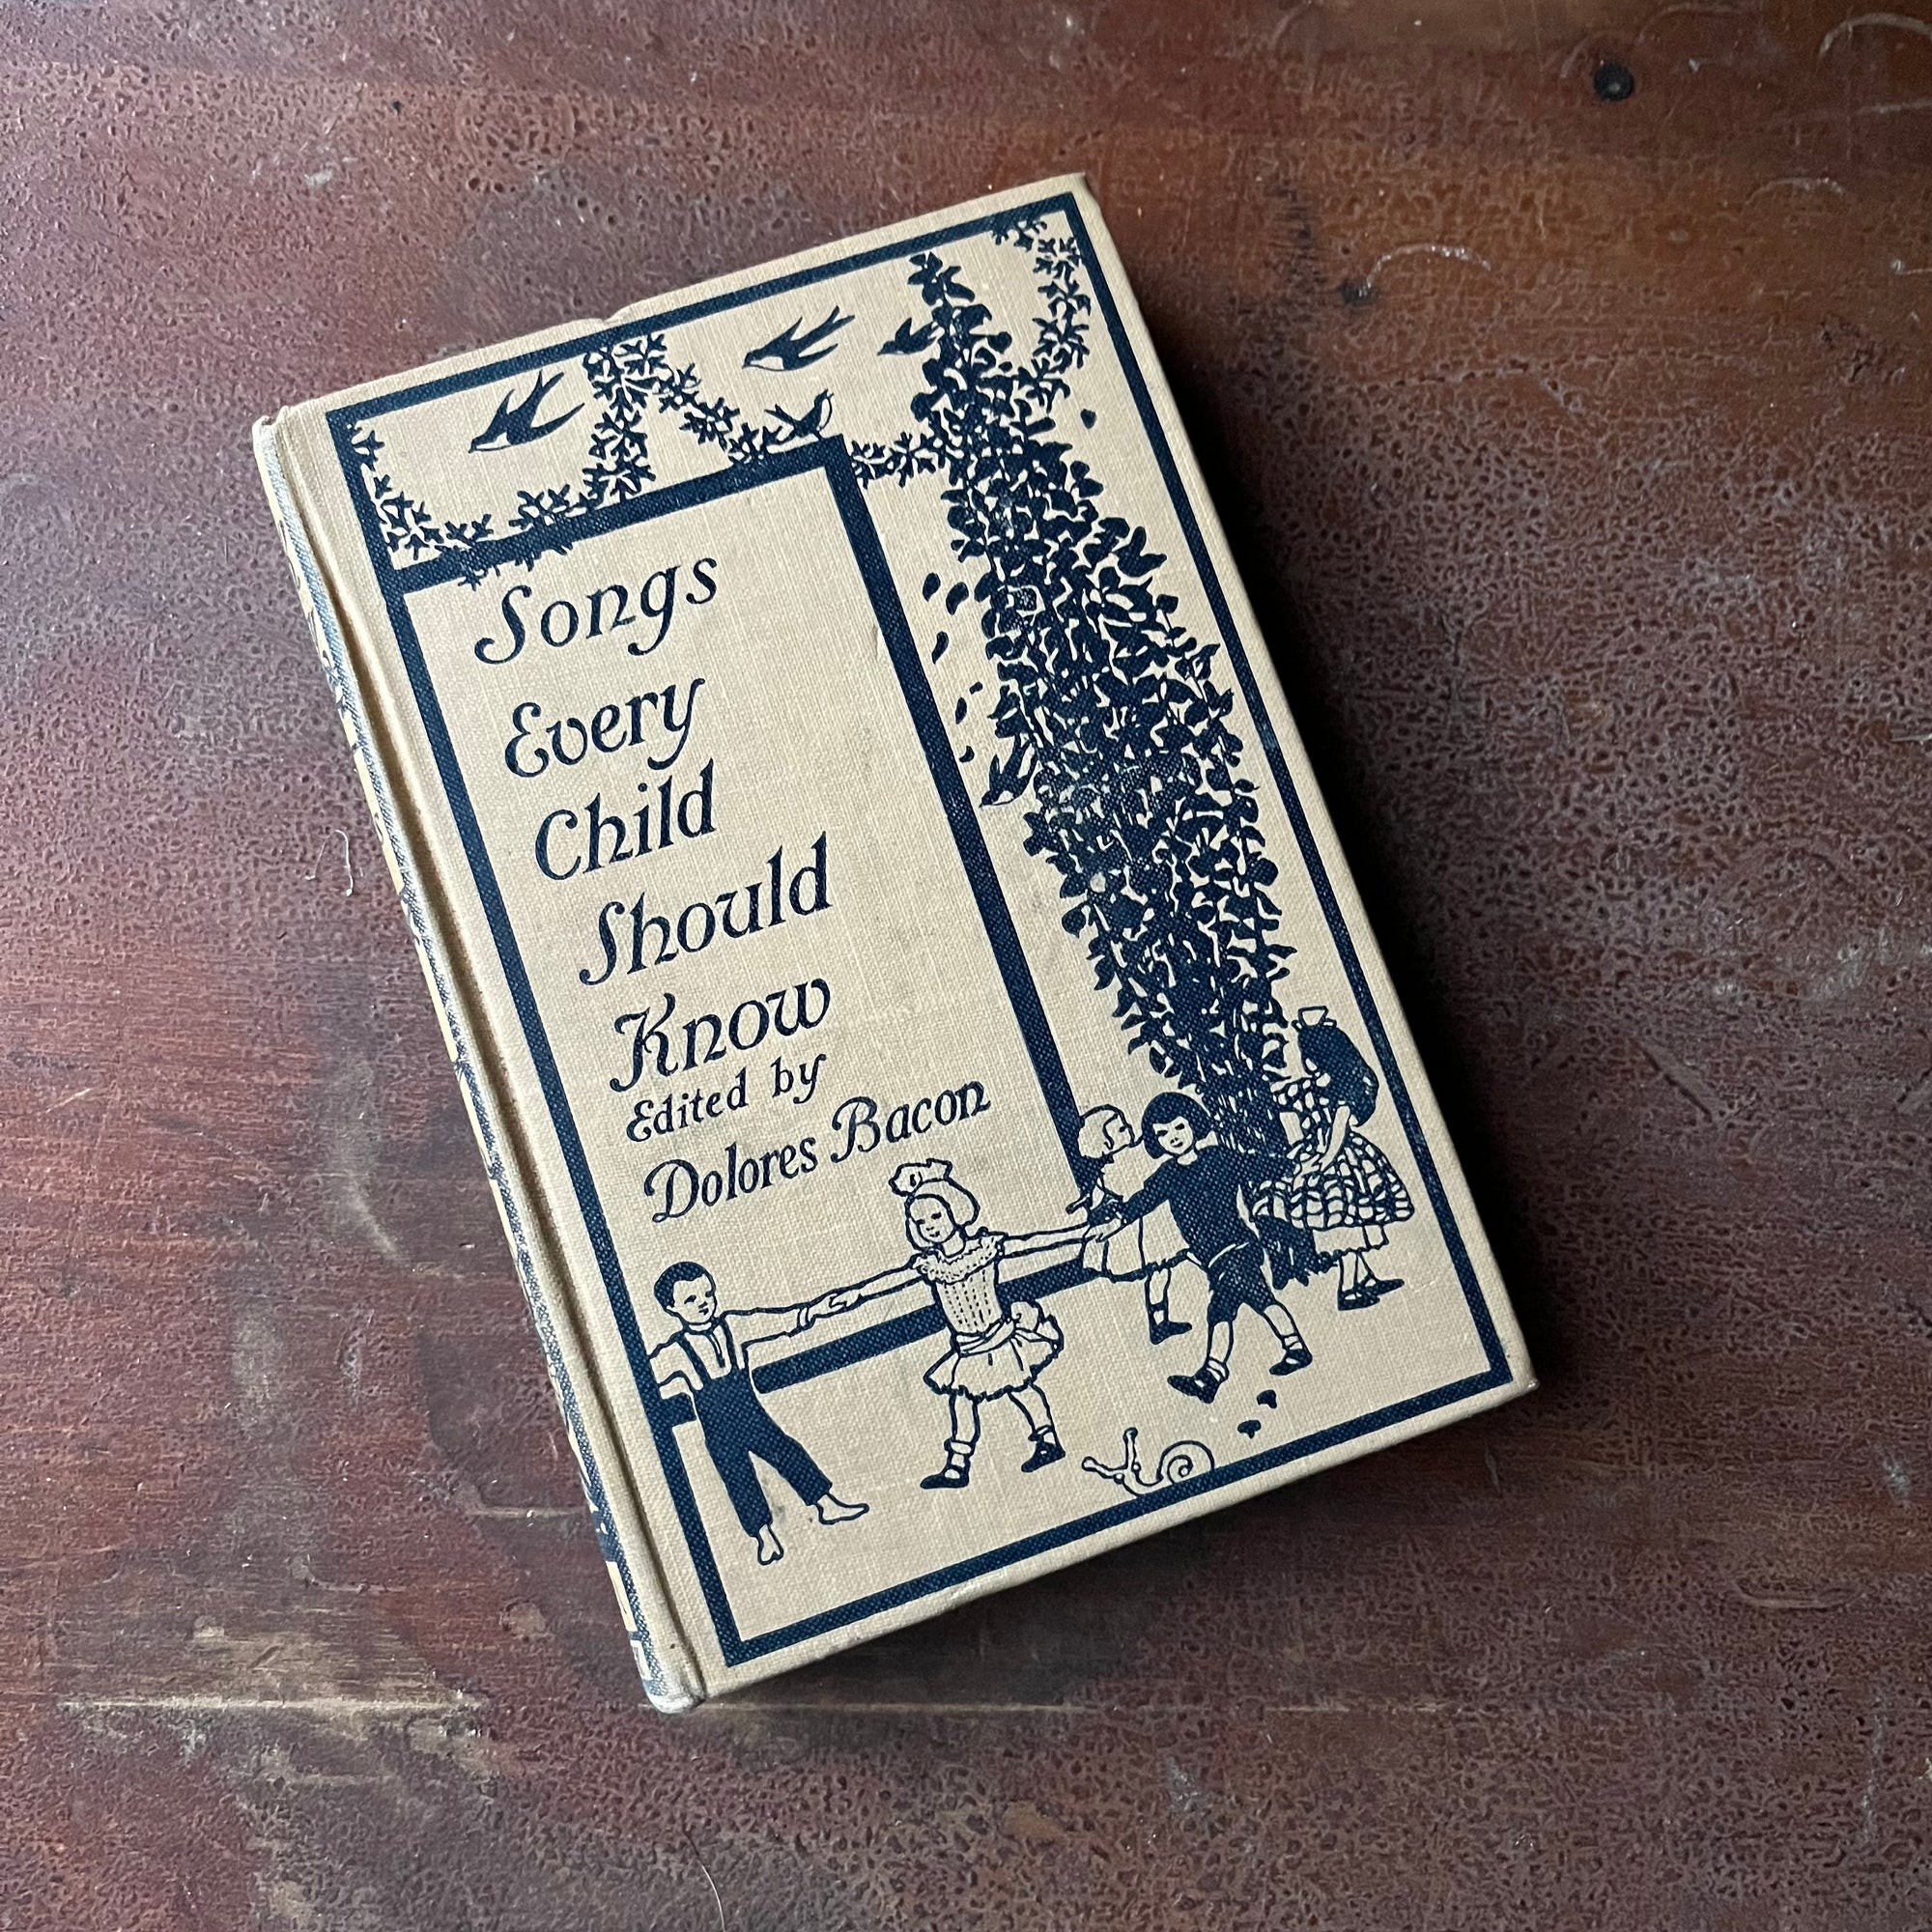 Songs
Every
Child
Should
Know
Edited by
Dolores Bacon